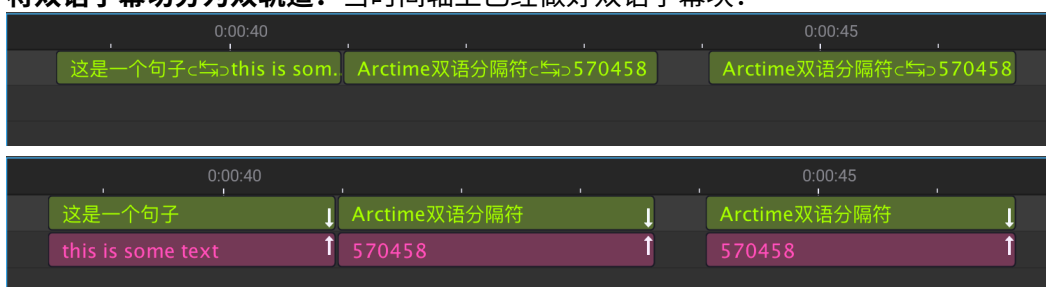 将双语字幕切分为双轨道：当时间轴上已经做好双语字幕块：
0:00:40 0:00:45
这是一个句子⊂⇆⊃this is som.. Arctime双语分隔符⊂⇆⊃570458 Arctime双语分隔符⊂⇆⊃570458
0:00:40 0:00:45
这是一个句子 Arctime双语分隔符 Arctime双语分隔符
this is some text 570458 570458